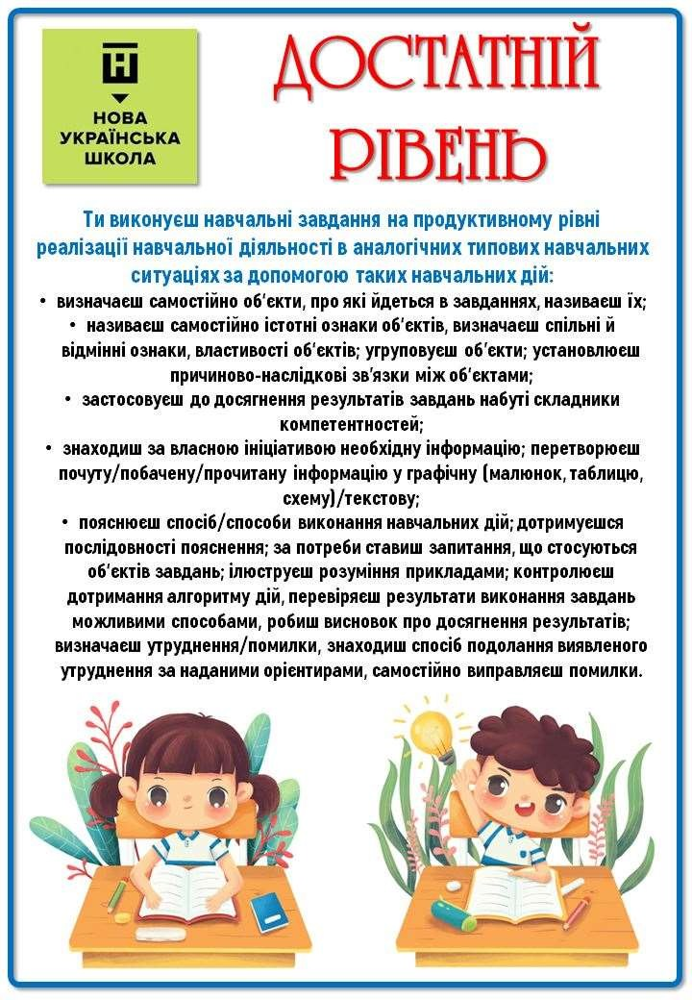 НОВА
УКРАЇНСЬКА
ШКОЛА
ДОСТАТНІЙ
РІВЕНЬ
Ти виконуєш навчальні завдання на продуктивному рівні
реалізації навчальної діяльності в аналогічних типових навчальних
ситуаціях за допомогою таких навчальних дій:
• визначаєш самостійно об’єкти, про які йдеться в завданнях, називаєш їх;
• називаєш самостійно істотні ознаки об’єктів, визначаєш спільні й
відмінні ознаки, властивості об’єктів; угруповуєш об’єкти; установлюєш
причиново-наслідкові зв’язки між об’єктами;
• застосовуєш до досягнення результатів завдань набуті складники
компетентностей;
• знаходиш за власною ініціативою необхідну інформацію; перетворюєш
почуту/побачену/прочитану інформацію у графічну (малюнок, таблицю,
схему)/текстову;
• пояснюєш спосіб/способи виконання навчальних дій; дотримуєшся
послідовності пояснення; за потреби ставиш запитання, що стосуються
об’єктів завдань; ілюструєш розуміння прикладами; контролюєш
дотримання алгоритму дій, перевіряєш результати виконання завдань
можливими способами, робиш висновок про досягнення результатів;
визначаєш утруднення/помилки, знаходиш спосіб подолання виявленого
утруднення за наданими орієнтирами, самостійно виправляєш помилки.